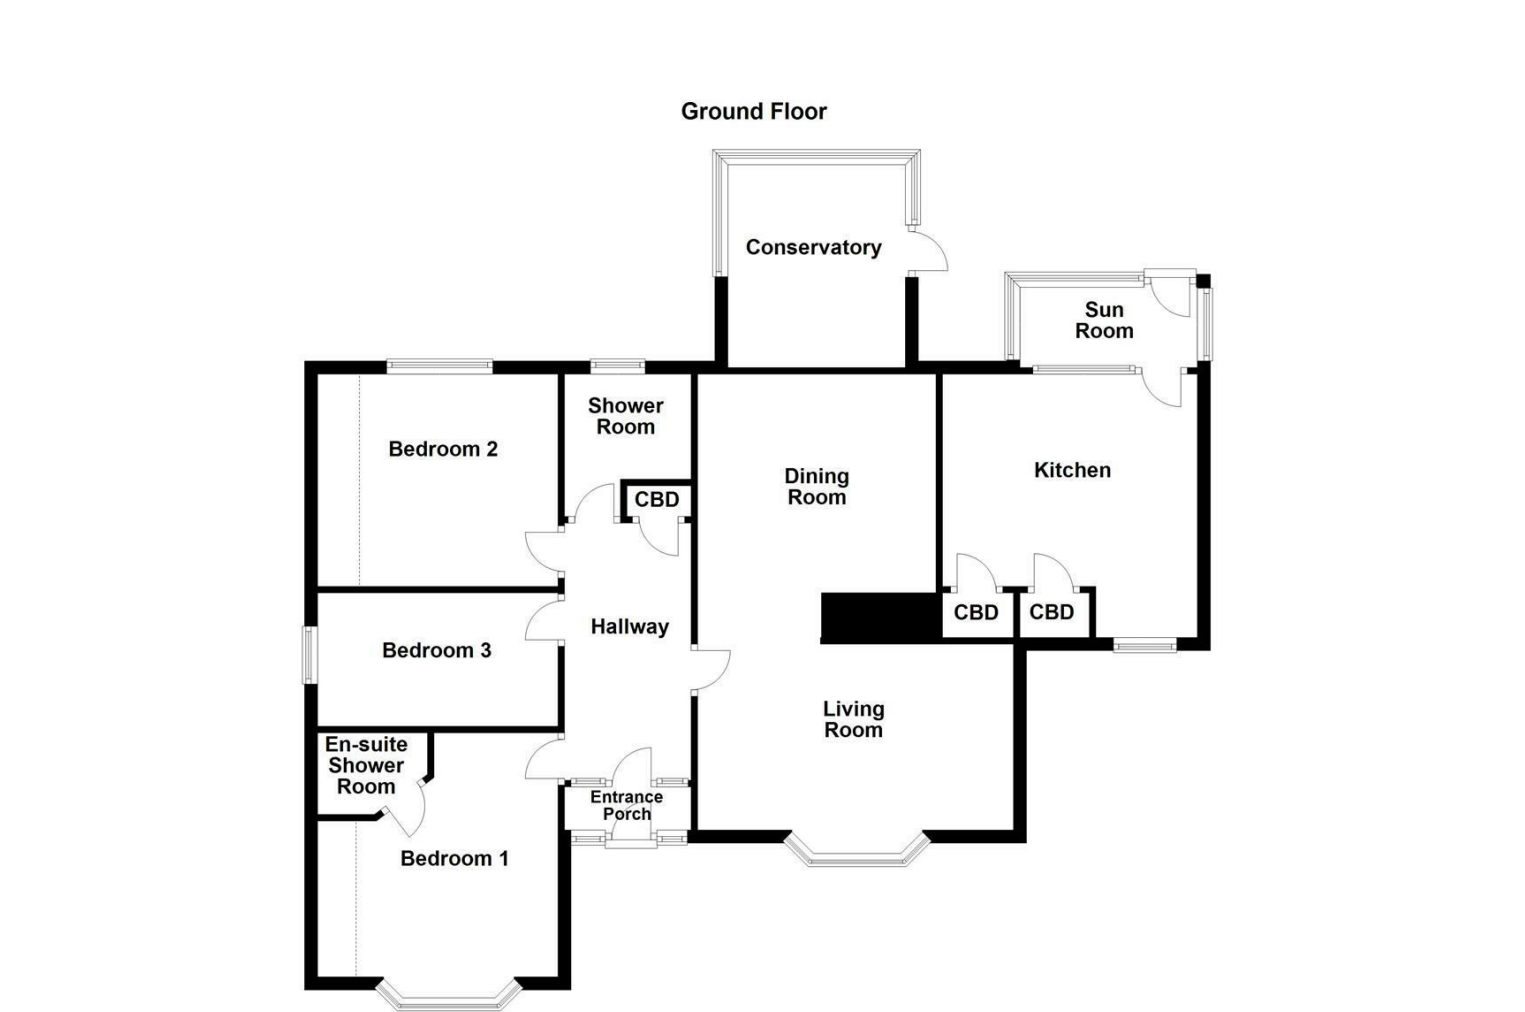 Ground Floor
Conservatory
Sun
Room
Shower
Room
Bedroom 2
Dining
Room
Kitchen
CBD
CBD
CBD
Hallway
Bedroom 3
Living
Room
En-suite
Shower
Room
Entrance
Porch
Bedroom 1